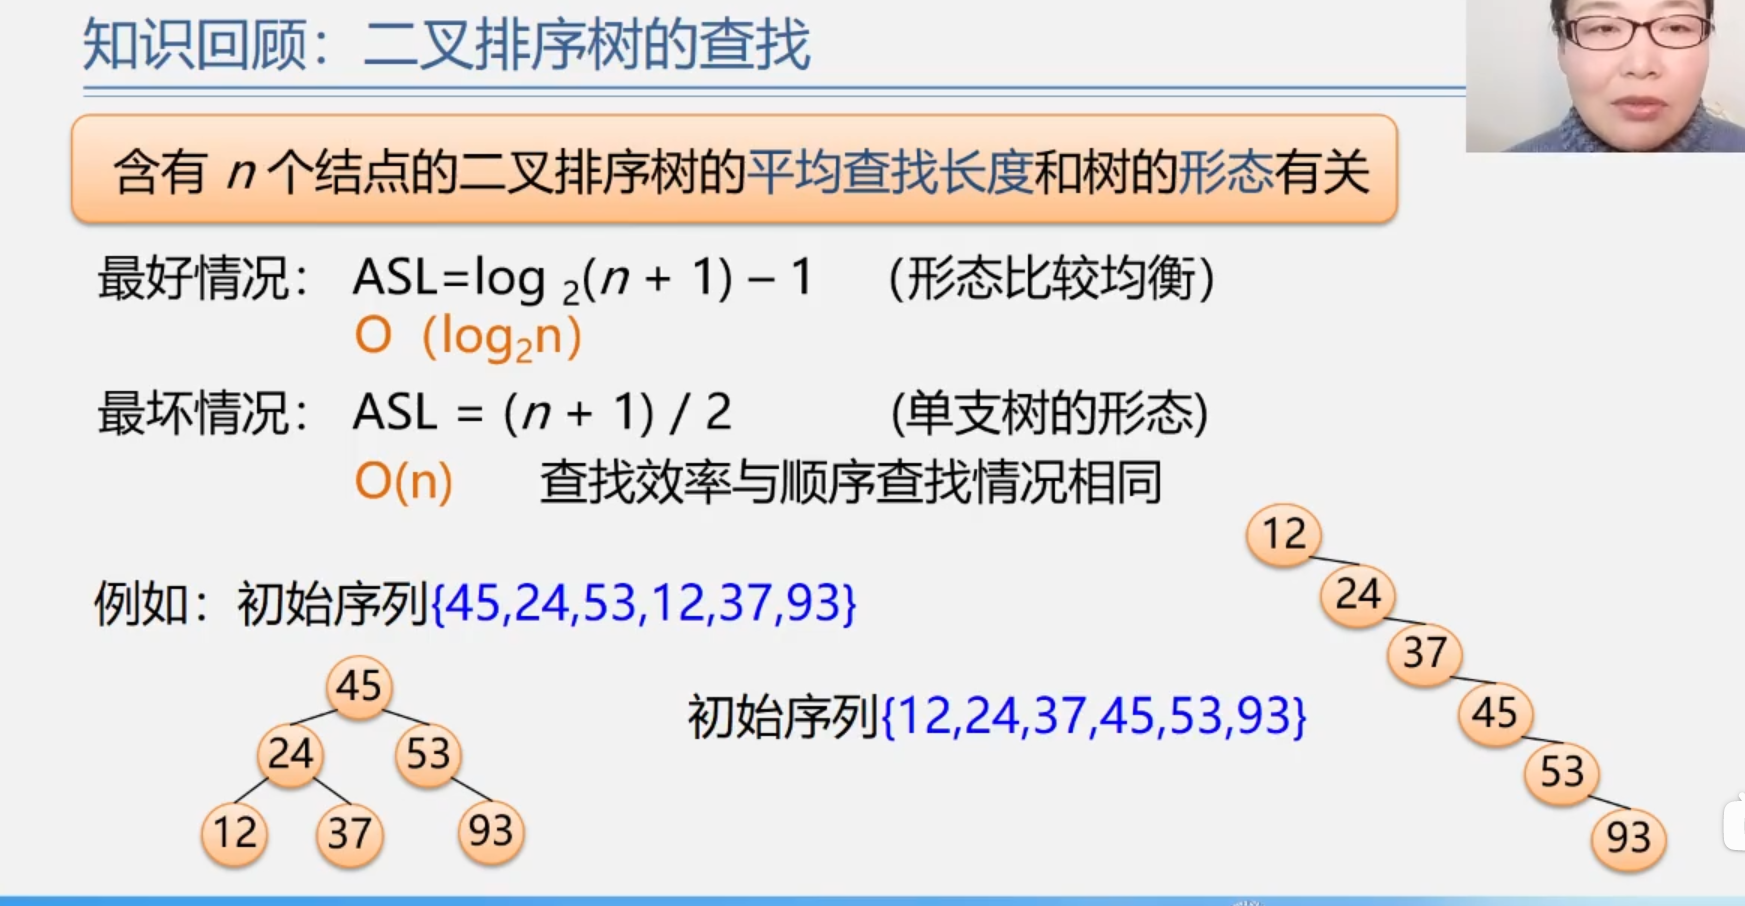 知识回顾：二叉排序树的查找
含有 n 个结点的二叉排序树的平均查找长度和树的形态有关
最好情况： ASL=log ₂(n + 1) – 1 （形态比较均衡）
O（log₂n）
最坏情况： ASL = (n + 1) / 2 (单支树的形态)
O(n) 查找效率与顺序查找情况相同
例如：初始序列{45,24,53,12,37,93}
45
24 53
12 37 93
初始序列{12,24,37,45,53,93}
12
24
37
45
53
93